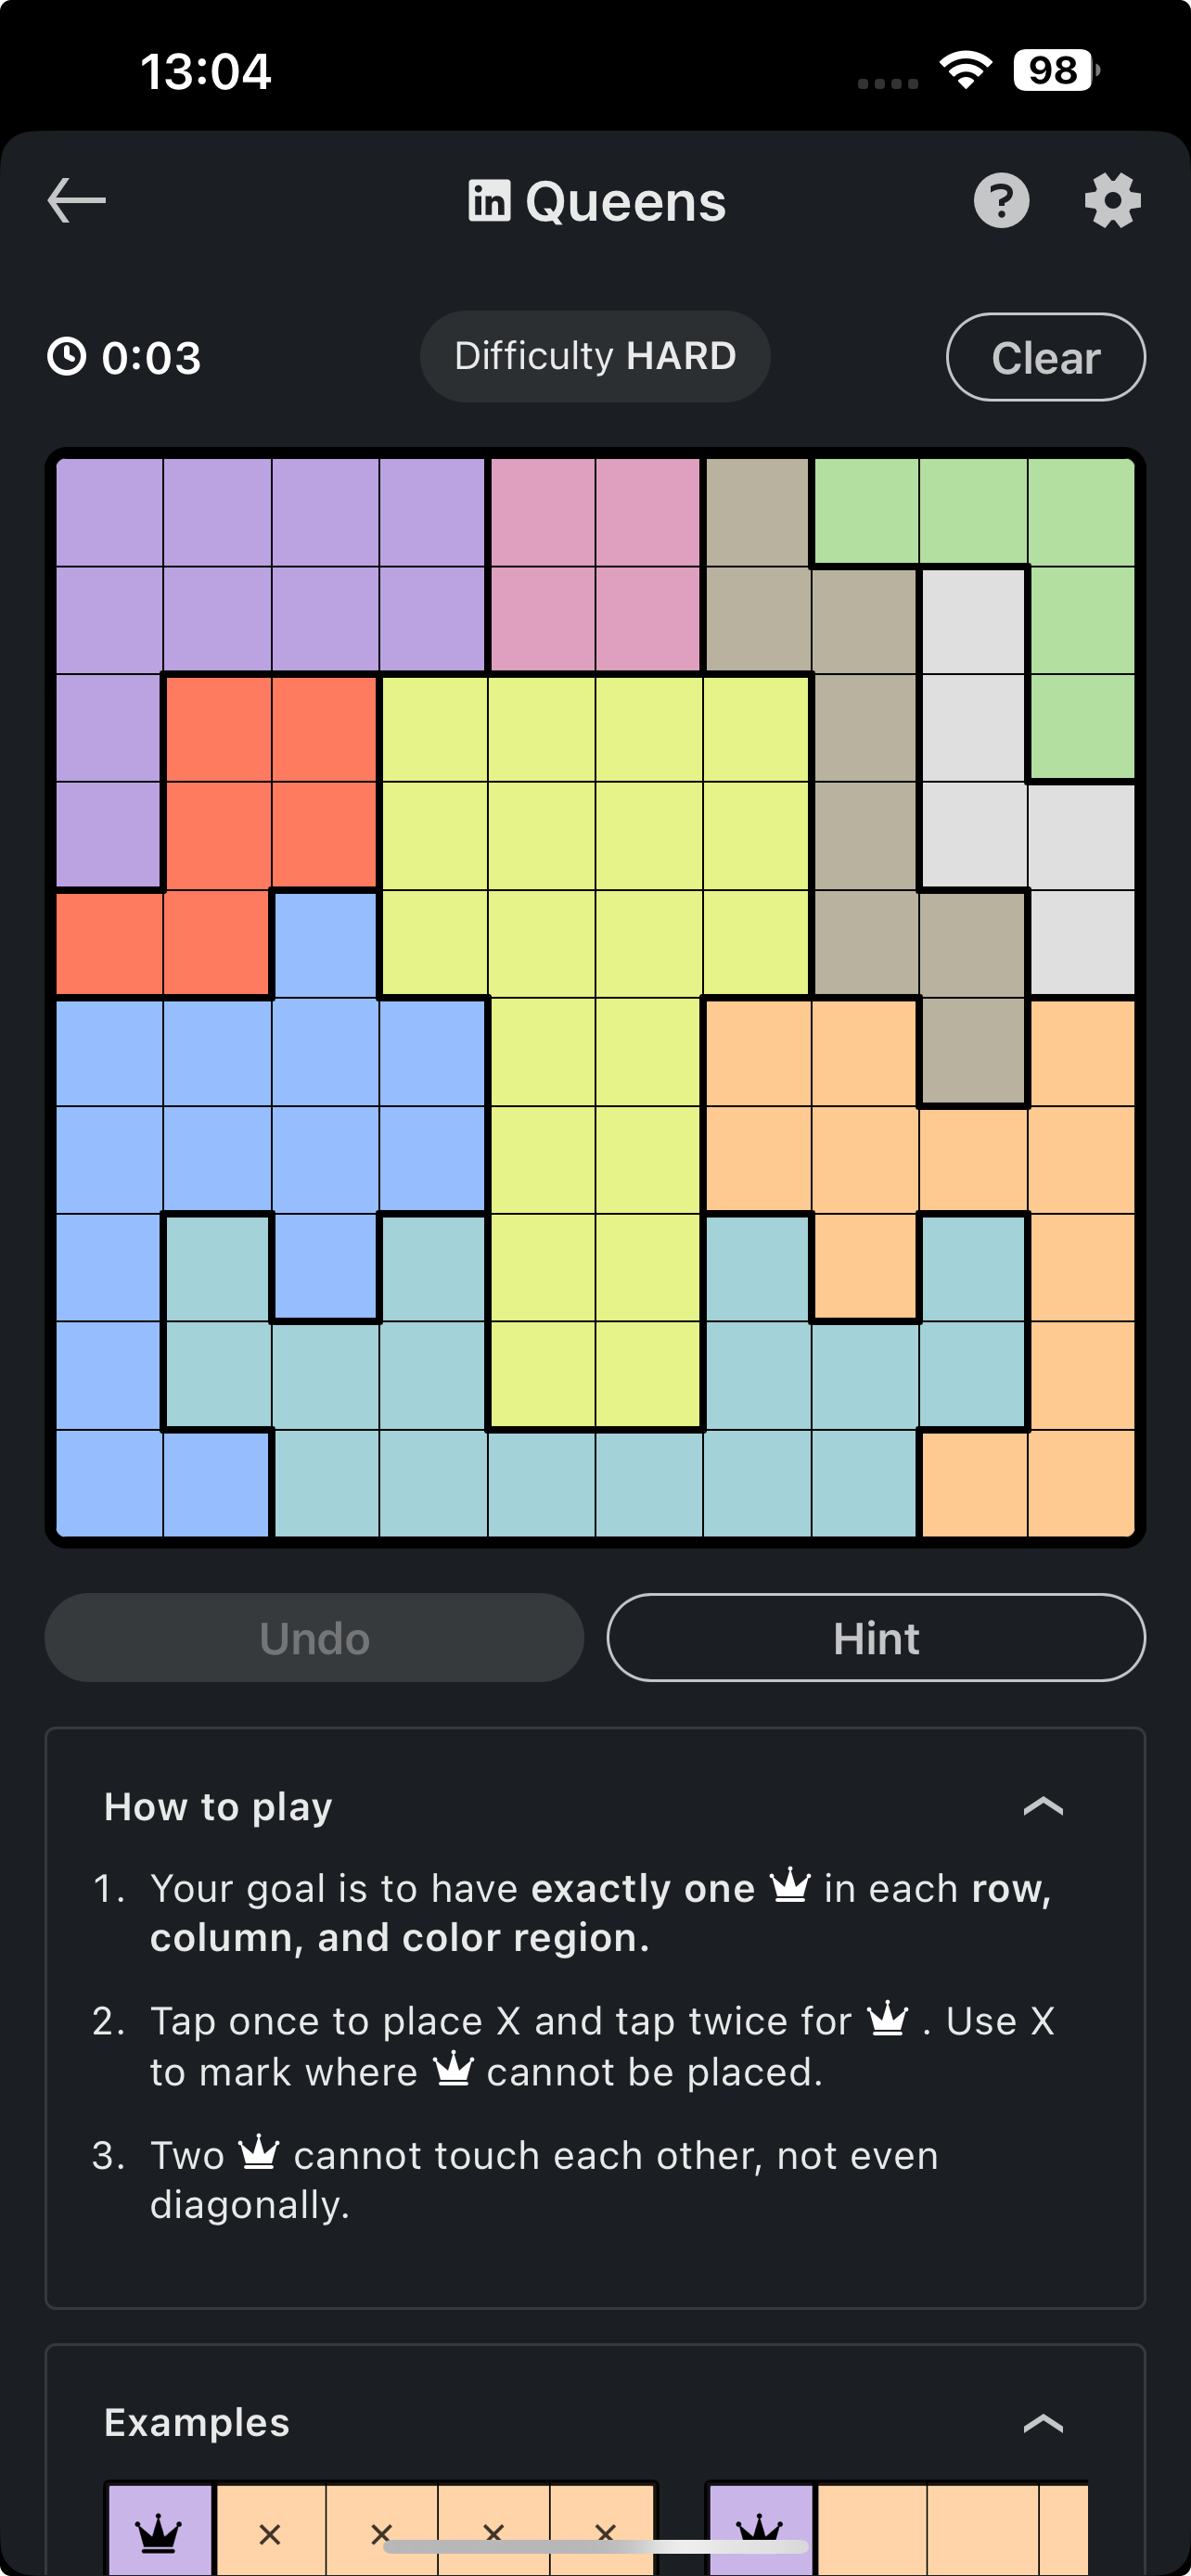 13:04
98
in Queens
?
0:03
Difficulty HARD
Clear
Undo
Hint
How to play
1. Your goal is to have exactly one in each row,
column, and color region.
2. Tap once to place X and tap twice for . Use X
to mark where cannot be placed.
3. Two cannot touch each other, not even
diagonally.
Examples